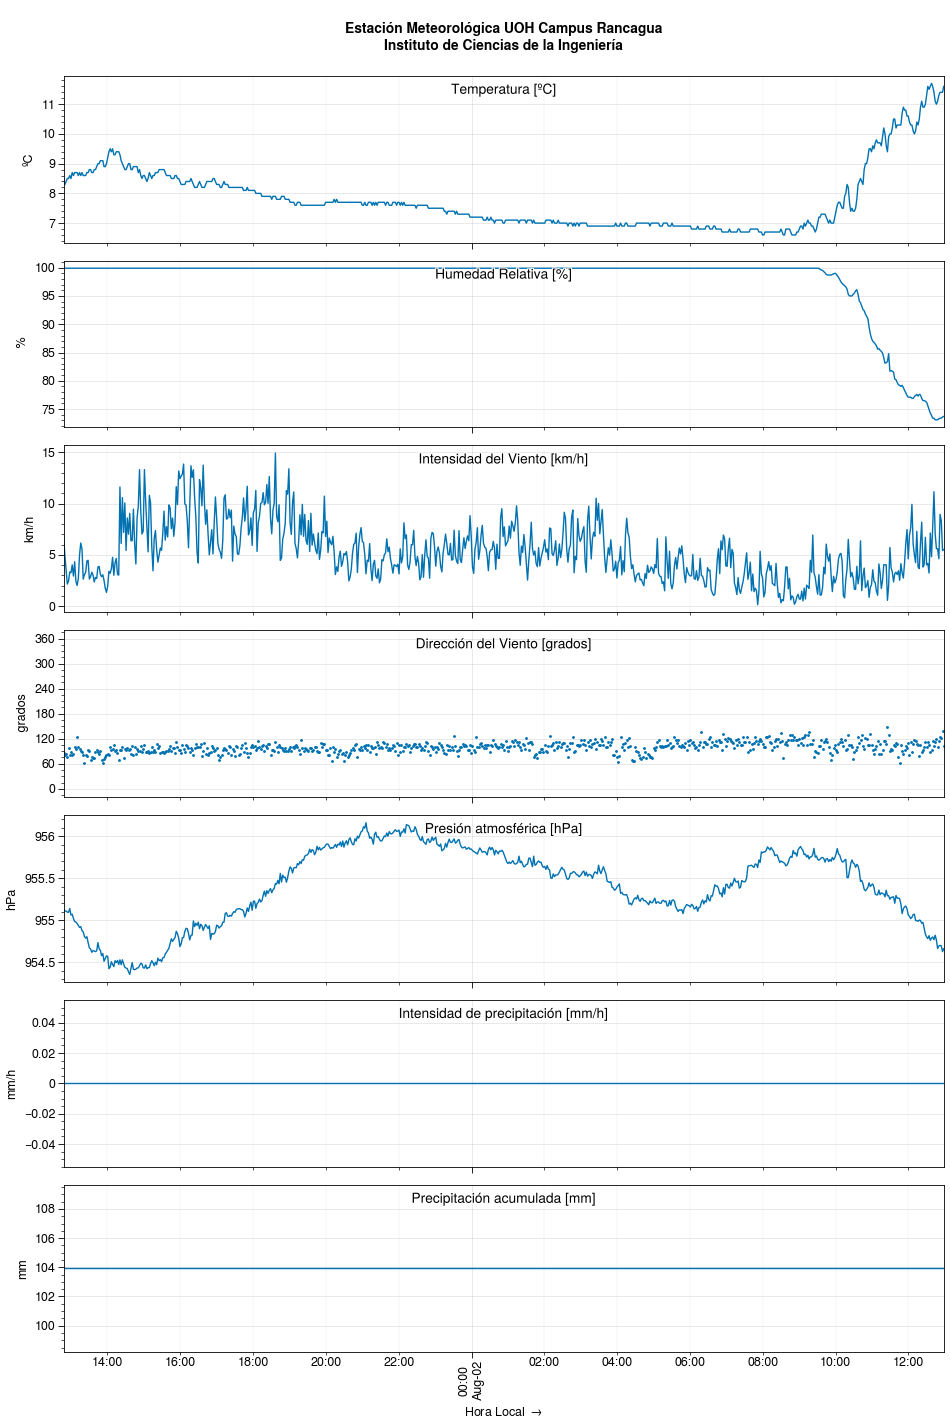 Estación Meteorológica UOH Campus Rancagua
Instituto de Ciencias de la Ingeniería
Temperatura [ºC]
ºC
11
10
9
8
7
Humedad Relativa [%]
%
100
95
90
85
80
75
Intensidad del Viento [km/h]
km/h
15
10
5
0
Dirección del Viento [grados]
grados
360
300
240
180
120
60
0
Presión atmosférica [hPa]
hPa
956
955.5
955
954.5
Intensidad de precipitación [mm/h]
mm/h
0.04
0.02
0
−0.02
−0.04
Precipitación acumulada [mm]
mm
108
106
104
102
100
14:00 16:00 18:00 20:00 22:00 00:00 02:00 04:00 06:00 08:00 10:00 12:00
Aug-02
Hora Local →